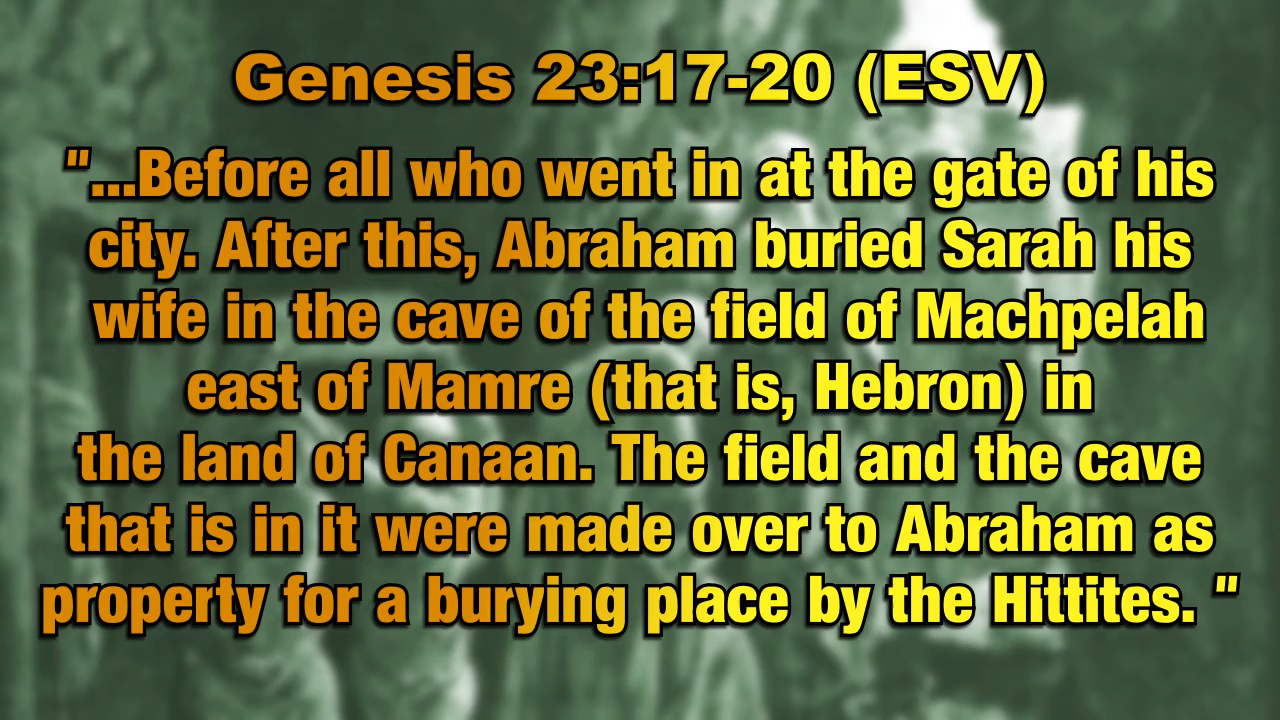 Genesis 23:17-20 (ESV)
"...Before all who went in at the gate of his
city. After this, Abraham buried Sarah his
wife in the cave of the field of Machpelah
east of Mamre (that is, Hebron) in
the land of Canaan. The field and the cave
that is in it were made over to Abraham as
property for a burying place by the Hittites. "